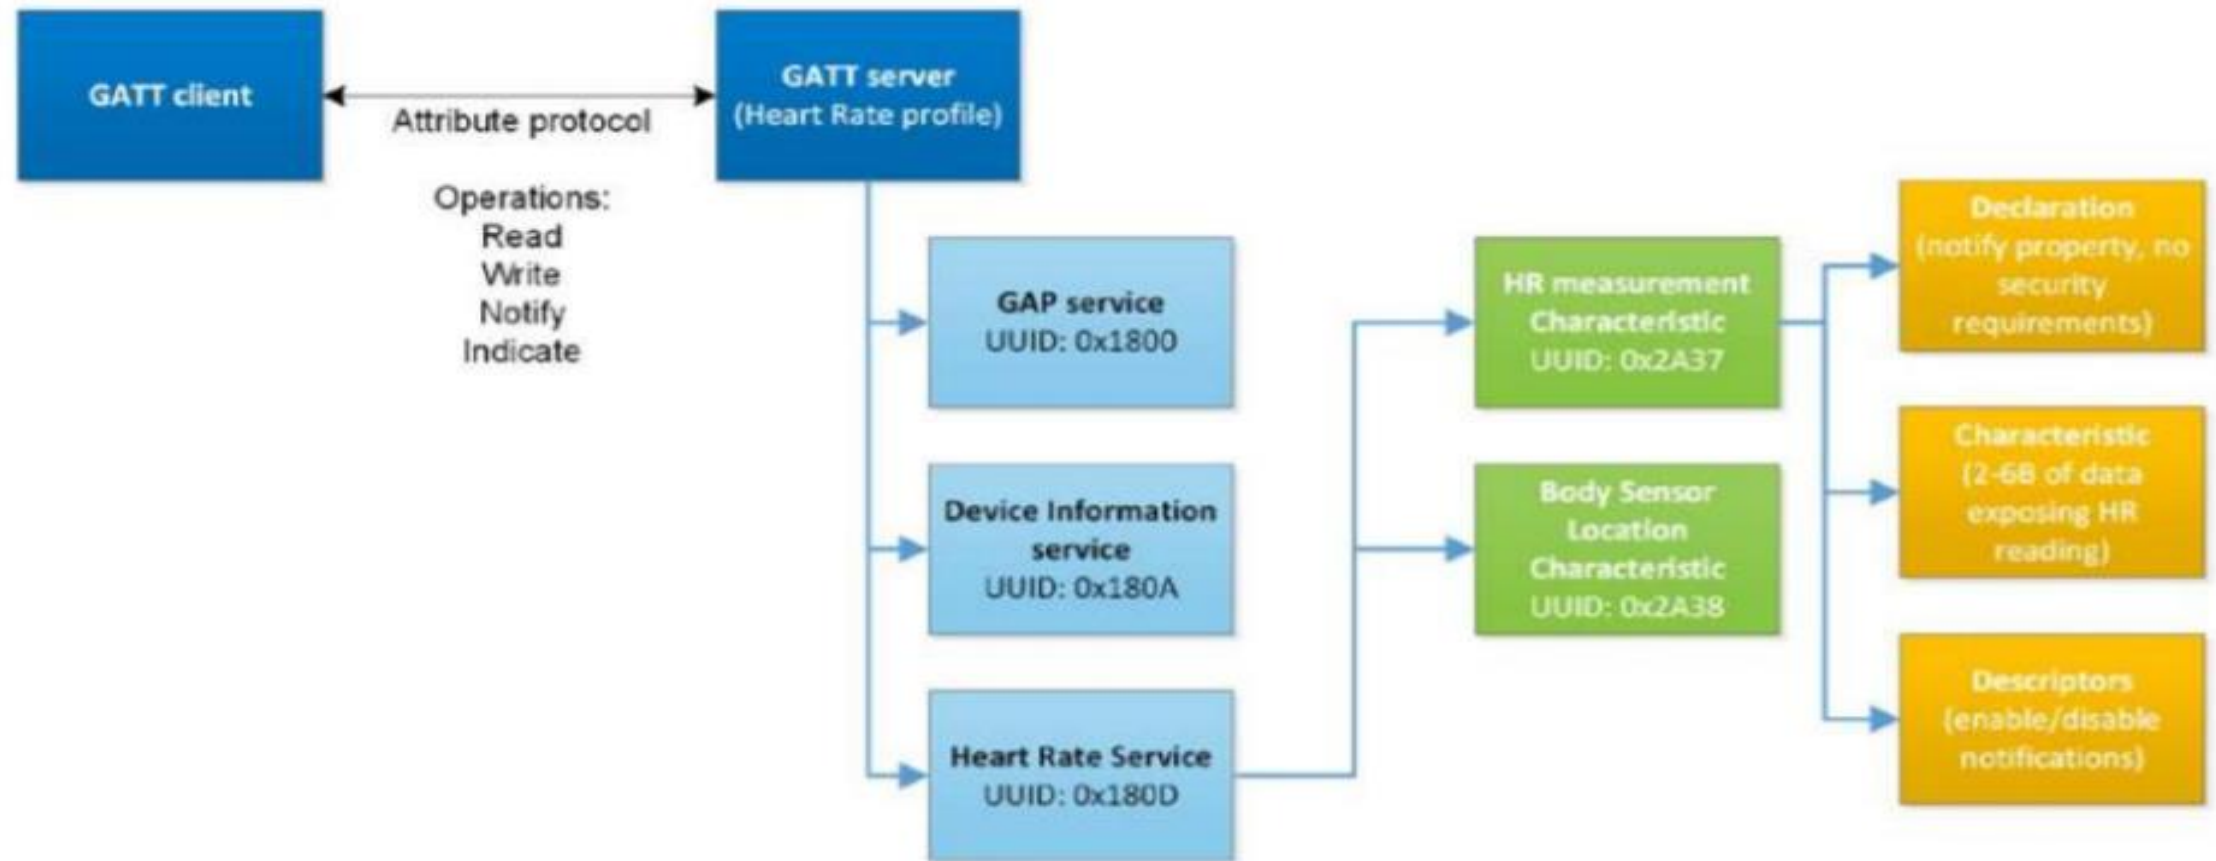 GATT client
Attribute protocol
Operations:
Read
Write
Notify
Indicate
GATT server
(Heart Rate profile)
GAP service
UUID: 0x1800
Device Information
service
UUID: 0x180A
Heart Rate Service
UUID: 0x180D
HR measurement
Characteristic
UUID: 0x2A37
Body Sensor
Location
Characteristic
UUID: 0x2A38
Declaration
(notify property, no
security
requirements)
Characteristic
(2-6B of data
exposing HR
reading)
Descriptors
(enable/disable
notifications)